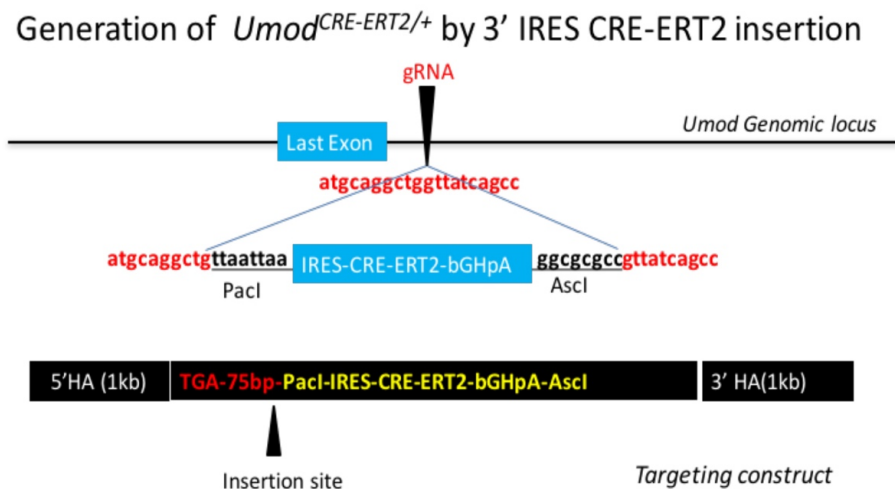 Generation of Umod^CRE-ERT2/+ by 3' IRES CRE-ERT2 insertion
gRNA
Umod Genomic locus
Last Exon
atgcaggctggttatcagcc
atgcaggctgttaattaa IRES-CRE-ERT2-bGHpA ggcgcgccgttatcagcc
PacI AscI
5'HA (1kb) TGA-75bp-PacI-IRES-CRE-ERT2-bGHpA-AscI 3' HA(1kb)
Insertion site
Targeting construct